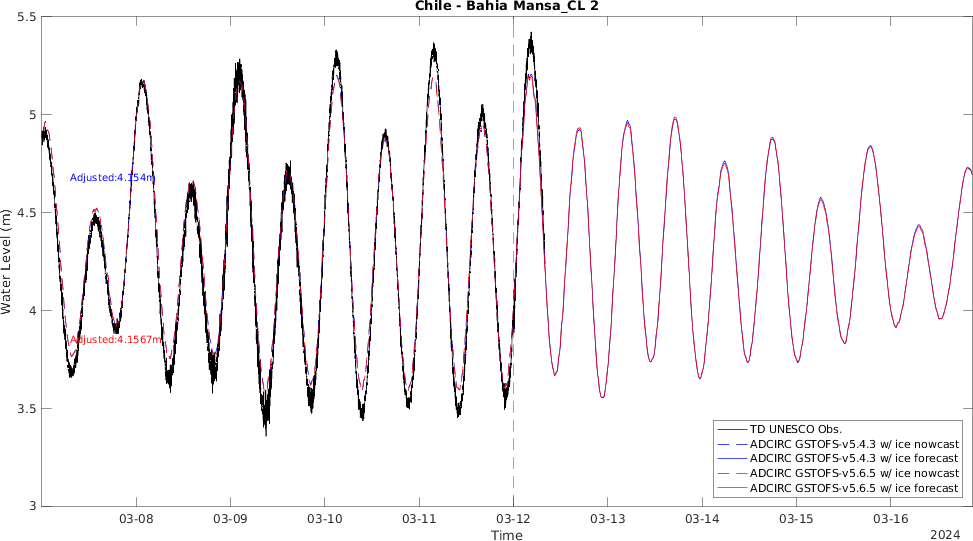 Chile - Bahia Mansa_CL 2
5.5
5
4.5
4
3.5
3
Water Level (m)
Adjusted:4.154m
Adjusted:4.1567m
TD UNESCO Obs.
ADCIRC GSTOFS-v5.4.3 w/ ice nowcast
ADCIRC GSTOFS-v5.4.3 w/ ice forecast
ADCIRC GSTOFS-v5.6.5 w/ ice nowcast
ADCIRC GSTOFS-v5.6.5 w/ ice forecast
03-08 03-09 03-10 03-11 03-12 03-13 03-14 03-15 03-16
Time
2024